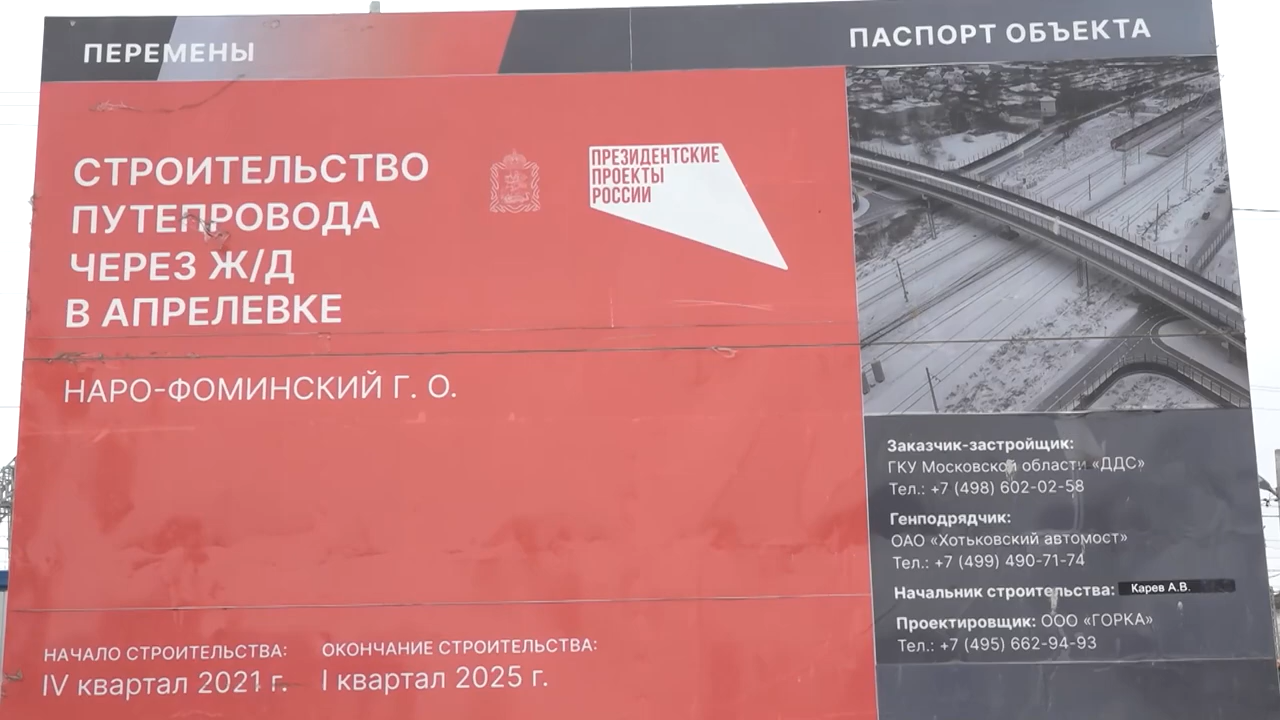 ПЕРЕМЕНЫ
ПАСПОРТ ОБЪЕКТА
СТРОИТЕЛЬСТВО
ПУТЕПРОВОДА
ЧЕРЕЗ Ж/Д
В АПРЕЛЕВКЕ
ПРЕЗИДЕНТСКИЕ
ПРОЕКТЫ
РОССИИ
НАРО-ФОМИНСКИЙ Г. О.
НАЧАЛО СТРОИТЕЛЬСТВА:
IV квартал 2021 г.
ОКОНЧАНИЕ СТРОИТЕЛЬСТВА:
I квартал 2025 г.
Заказчик-застройщик:
ГКУ Московской области «ДДС»
Тел.: +7 (498) 602-02-58
Генподрядчик:
ОАО «Хотьковский автомост»
Тел.: +7 (499) 490-71-74
Начальник строительства: Карев А.В.
Проектировщик: ООО «ГОРКА»
Тел.: +7 (495) 662-94-93